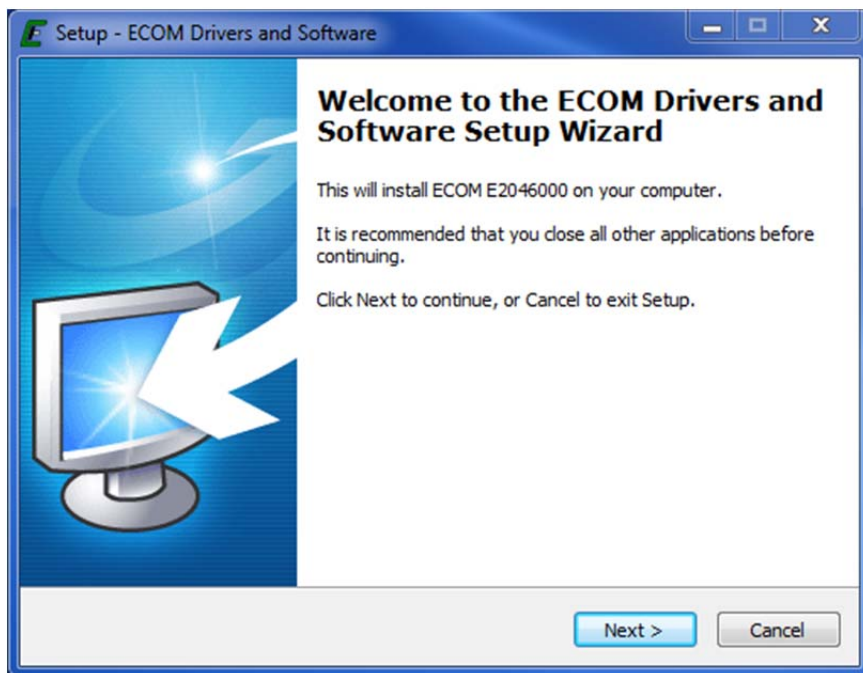 Setup - ECOM Drivers and Software
Welcome to the ECOM Drivers and
Software Setup Wizard
This will install ECOM E2046000 on your computer.
It is recommended that you close all other applications before
continuing.
Click Next to continue, or Cancel to exit Setup.
Next >
Cancel